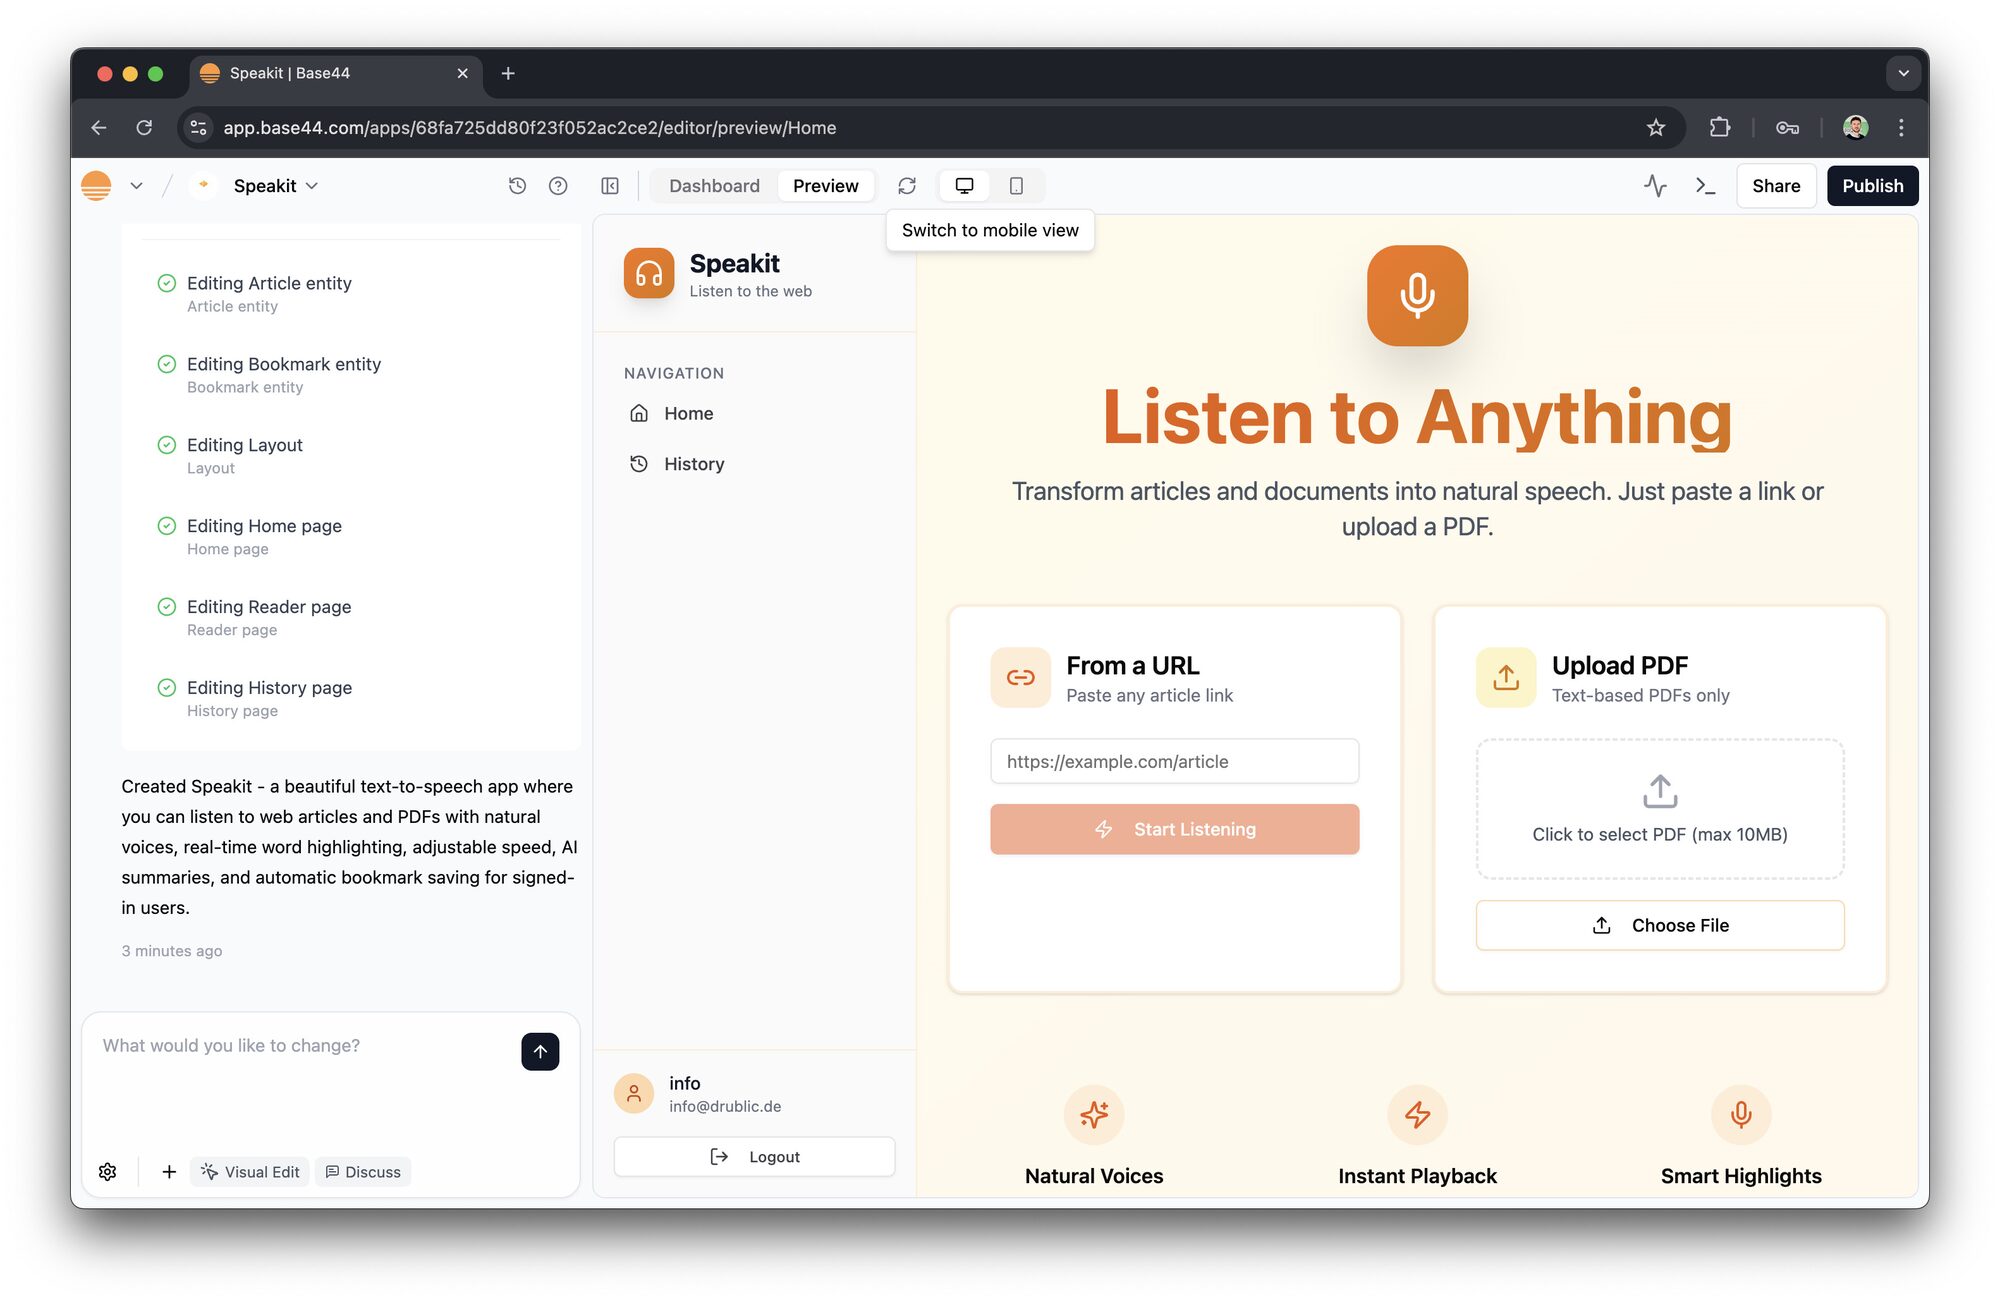 Speakit | Base44
app.base44.com/apps/68fa725dd80f23f052ac2ce2/editor/preview/Home
Speakit
Dashboard
Preview
Share
Publish
Switch to mobile view
Editing Article entity
Article entity
Editing Bookmark entity
Bookmark entity
Editing Layout
Layout
Editing Home page
Home page
Editing Reader page
Reader page
Editing History page
History page
Created Speakit - a beautiful text-to-speech app where
you can listen to web articles and PDFs with natural
voices, real-time word highlighting, adjustable speed, AI
summaries, and automatic bookmark saving for signed-
in users.
3 minutes ago
What would you like to change?
Visual Edit
Discuss
Speakit
Listen to the web
NAVIGATION
Home
History
info
info@drublic.de
Logout
Listen to Anything
Transform articles and documents into natural speech. Just paste a link or
upload a PDF.
From a URL
Paste any article link
https://example.com/article
Start Listening
Upload PDF
Text-based PDFs only
Click to select PDF (max 10MB)
Choose File
Natural Voices
Instant Playback
Smart Highlights